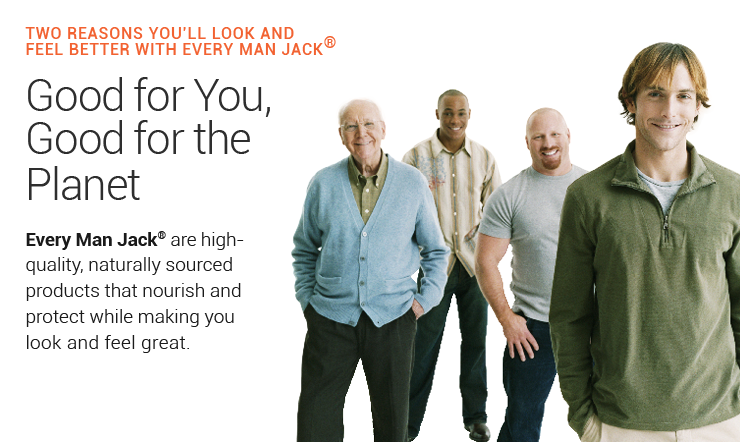 TWO REASONS YOU'LL LOOK AND
FEEL BETTER WITH EVERY MAN JACK®
Good for You,
Good for the
Planet
Every Man Jack® are high-
quality, naturally sourced
products that nourish and
protect while making you
look and feel great.